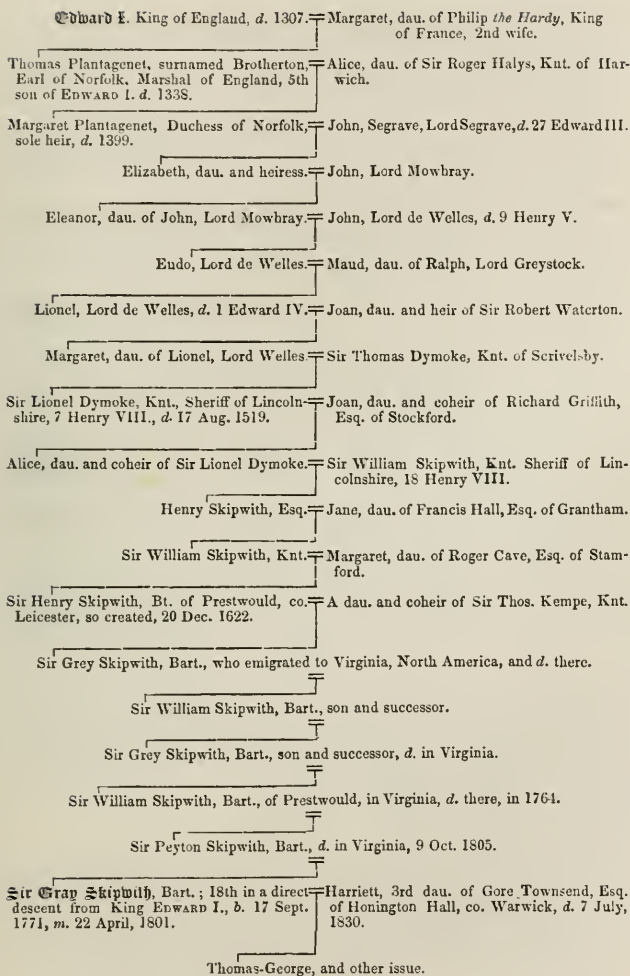 Edward I. King of England, d. 1307. Margaret, dau. of Philip the Hardy, King
of France, 2nd wife.
Thomas Plantagenet, surnamed Brotherton, Alice, dau. of Sir Roger Halys, Knt. of Har-
Earl of Norfolk, Marshal of England, 5th wich.
son of EDWARD I. d. 1338.
Margaret Plantagenet, Duchess of Norfolk, John, Segrave, Lord Segrave, d. 27 Edward III.
sole heir, d. 1399.
Elizabeth, dau. and heiress. John, Lord Mowbray.
Eleanor, dau. of John, Lord Mowbray. John, Lord de Welles, d. 9 Henry V.
Eudo, Lord de Welles. Maud, dau. of Ralph, Lord Greystock.
Lionel, Lord de Welles, d. 1 Edward IV. Joan, dau. and heir of Sir Robert Waterton.
Margaret, dau. of Lionel, Lord Welles. Sir Thomas Dymoke, Knt. of Scrivelsby.
Sir Lionel Dymoke, Knt., Sheriff of Lincoln- Joan, dau. and coheir of Richard Griffith,
shire, 7 Henry VIII., d. 17 Aug. 1519. Esq. of Stockford.
Alice, dau. and coheir of Sir Lionel Dymoke. Sir William Skipwith, Knt. Sheriff of Lin-
colnshire, 18 Henry VIII.
Henry Skipwith, Esq. Jane, dau. of Francis Hall, Esq. of Grantham.
Sir William Skipwith, Knt. Margaret, dau. of Roger Cave, Esq. of Stam-
ford.
Sir Henry Skipwith, Bt. of Prestwould, co. A dau. and coheir of Sir Thos. Kempe, Knt.
Leicester, so created, 20 Dec. 1622.
Sir Grey Skipwith, Bart., who emigrated to Virginia, North America, and d. there.
Sir William Skipwith, Bart., son and successor.
Sir Grey Skipwith, Bart., son and successor, d. in Virginia.
Sir William Skipwith, Bart., of Prestwould, in Virginia, d. there, in 1764.
Sir Peyton Skipwith, Bart., d. in Virginia, 9 Oct. 1805.
Sir Gray Skipwith, Bart.; 18th in a direct Harriett, 3rd dau. of Gore Townsend, Esq.
descent from King EDWARD I., b. 17 Sept. of Honington Hall, co. Warwick, d. 7 July,
1771, m. 22 April, 1801. 1830.
Thomas-George, and other issue.